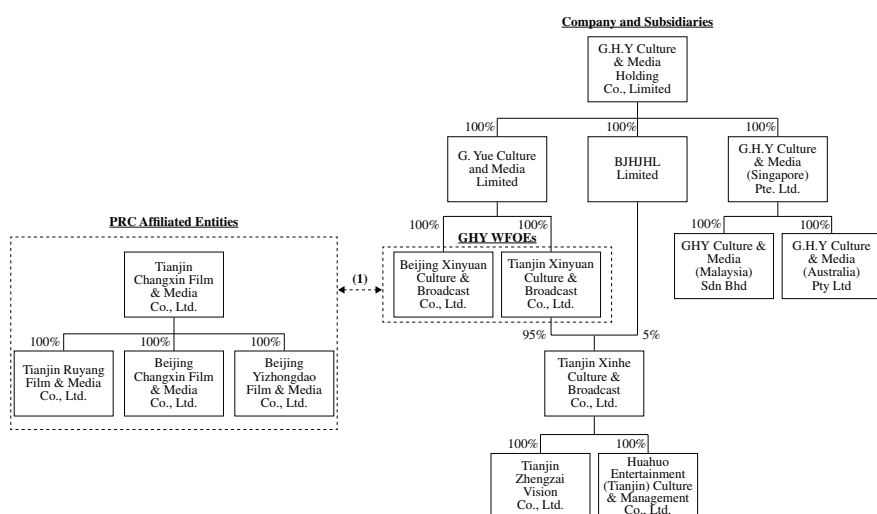 Company and Subsidiaries
G.H.Y Culture
& Media
Holding
Co., Limited
100%
100%
100%
G. Yue Culture
and Media
Limited
BJHJHL
Limited
G.H.Y Culture
& Media
(Singapore)
Pte. Ltd.
100%
100%
100%
100%
GHY Culture &
Media
(Malaysia)
Sdn Bhd
G.H.Y Culture
& Media
(Australia)
Pty Ltd
GHY WFOEs
Beijing Xinyuan
Culture &
Broadcast
Co., Ltd.
Tianjin Xinyuan
Culture &
Broadcast
Co., Ltd.
PRC Affiliated Entities
Tianjin
Changxin Film
& Media
Co., Ltd.
(1)
100%
100%
100%
Tianjin Ruyang
Film & Media
Co., Ltd.
Beijing
Changxin Film
& Media
Co., Ltd.
Beijing
Yizhongdao
Film & Media
Co., Ltd.
95%
5%
Tianjin Xinhe
Culture &
Broadcast
Co., Ltd.
100%
100%
Tianjin
Zhengzai
Vision
Co., Ltd.
Huahuo
Entertainment
(Tianjin) Culture
& Management
Co., Ltd.